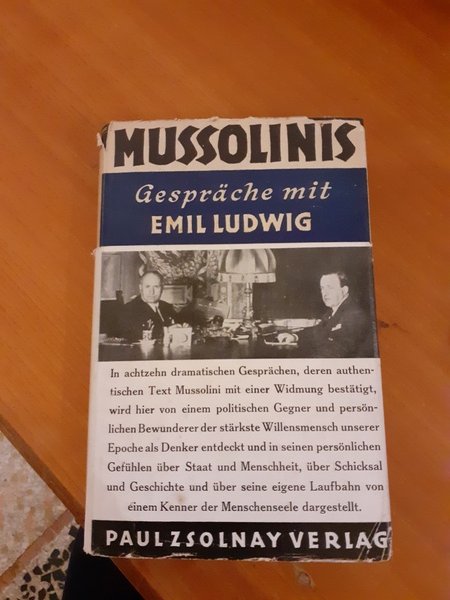 MUSSOLINIS
Gespräche mit
EMIL LUDWIG
In achtzehn dramatischen Gesprächen, deren authen-
tischen Text Mussolini mit einer Widmung bestätigt,
wird hier von einem politischen Gegner und persön-
lichen Bewunderer der stärkste Willensmensch unserer
Epoche als Denker entdeckt und in seinen persönlichen
Gefühlen über Staat und Menschheit, über Schicksal
und Geschichte und über seine eigene Laufbahn von
einem Kenner der Menschenseele dargestellt.
PAUL ZSOLNAY VERLAG